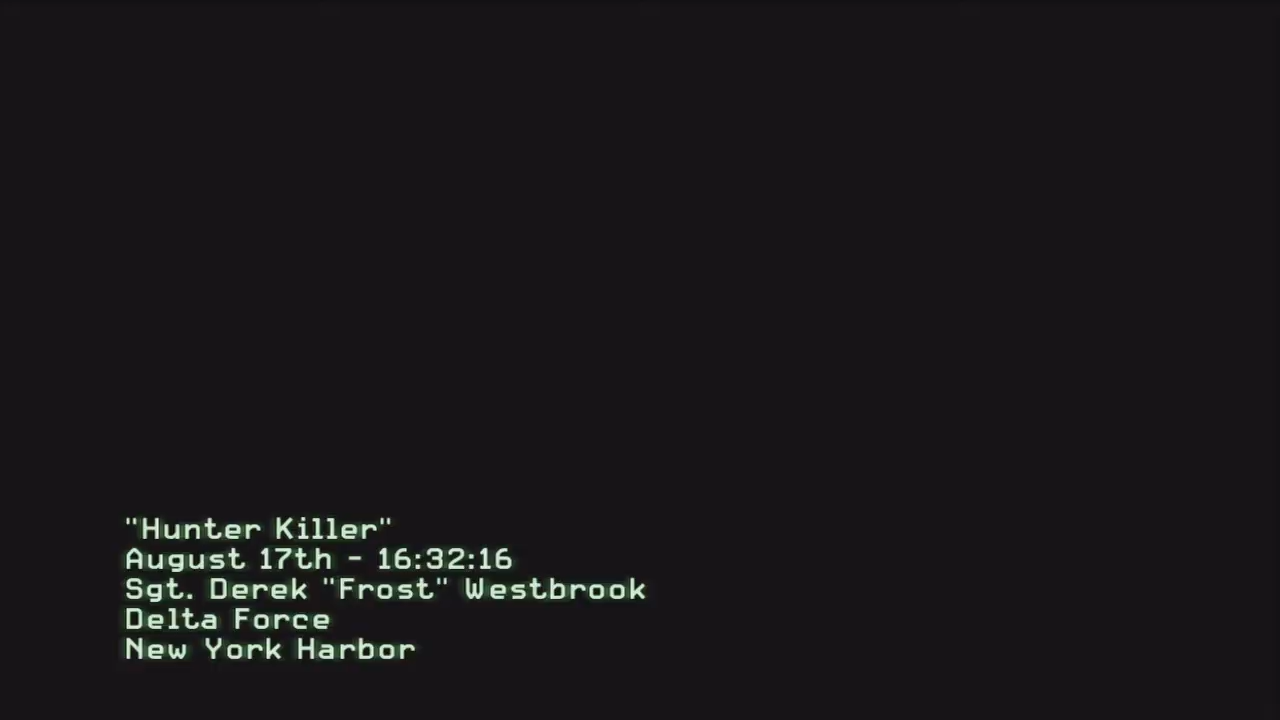 "Hunter Killer"
August 17th - 16:32:16
Sgt. Derek "Frost" Westbrook
Delta Force
New York Harbor